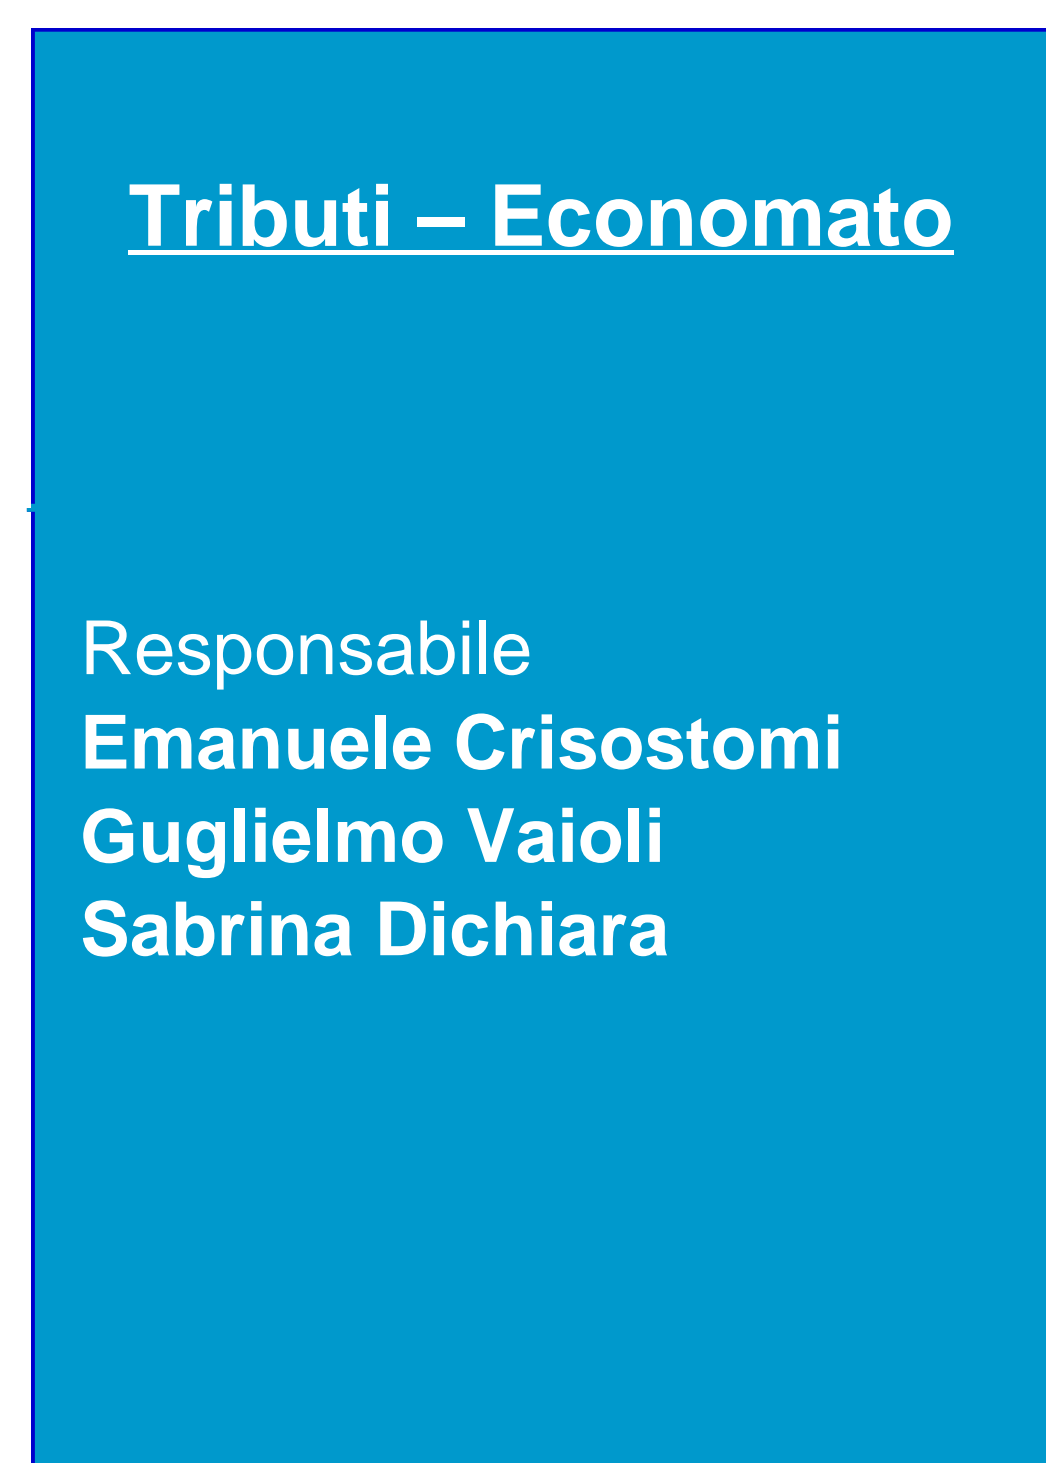 Tributi – Economato
Responsabile
Emanuele Crisostomi
Guglielmo Vaioli
Sabrina Dichiara